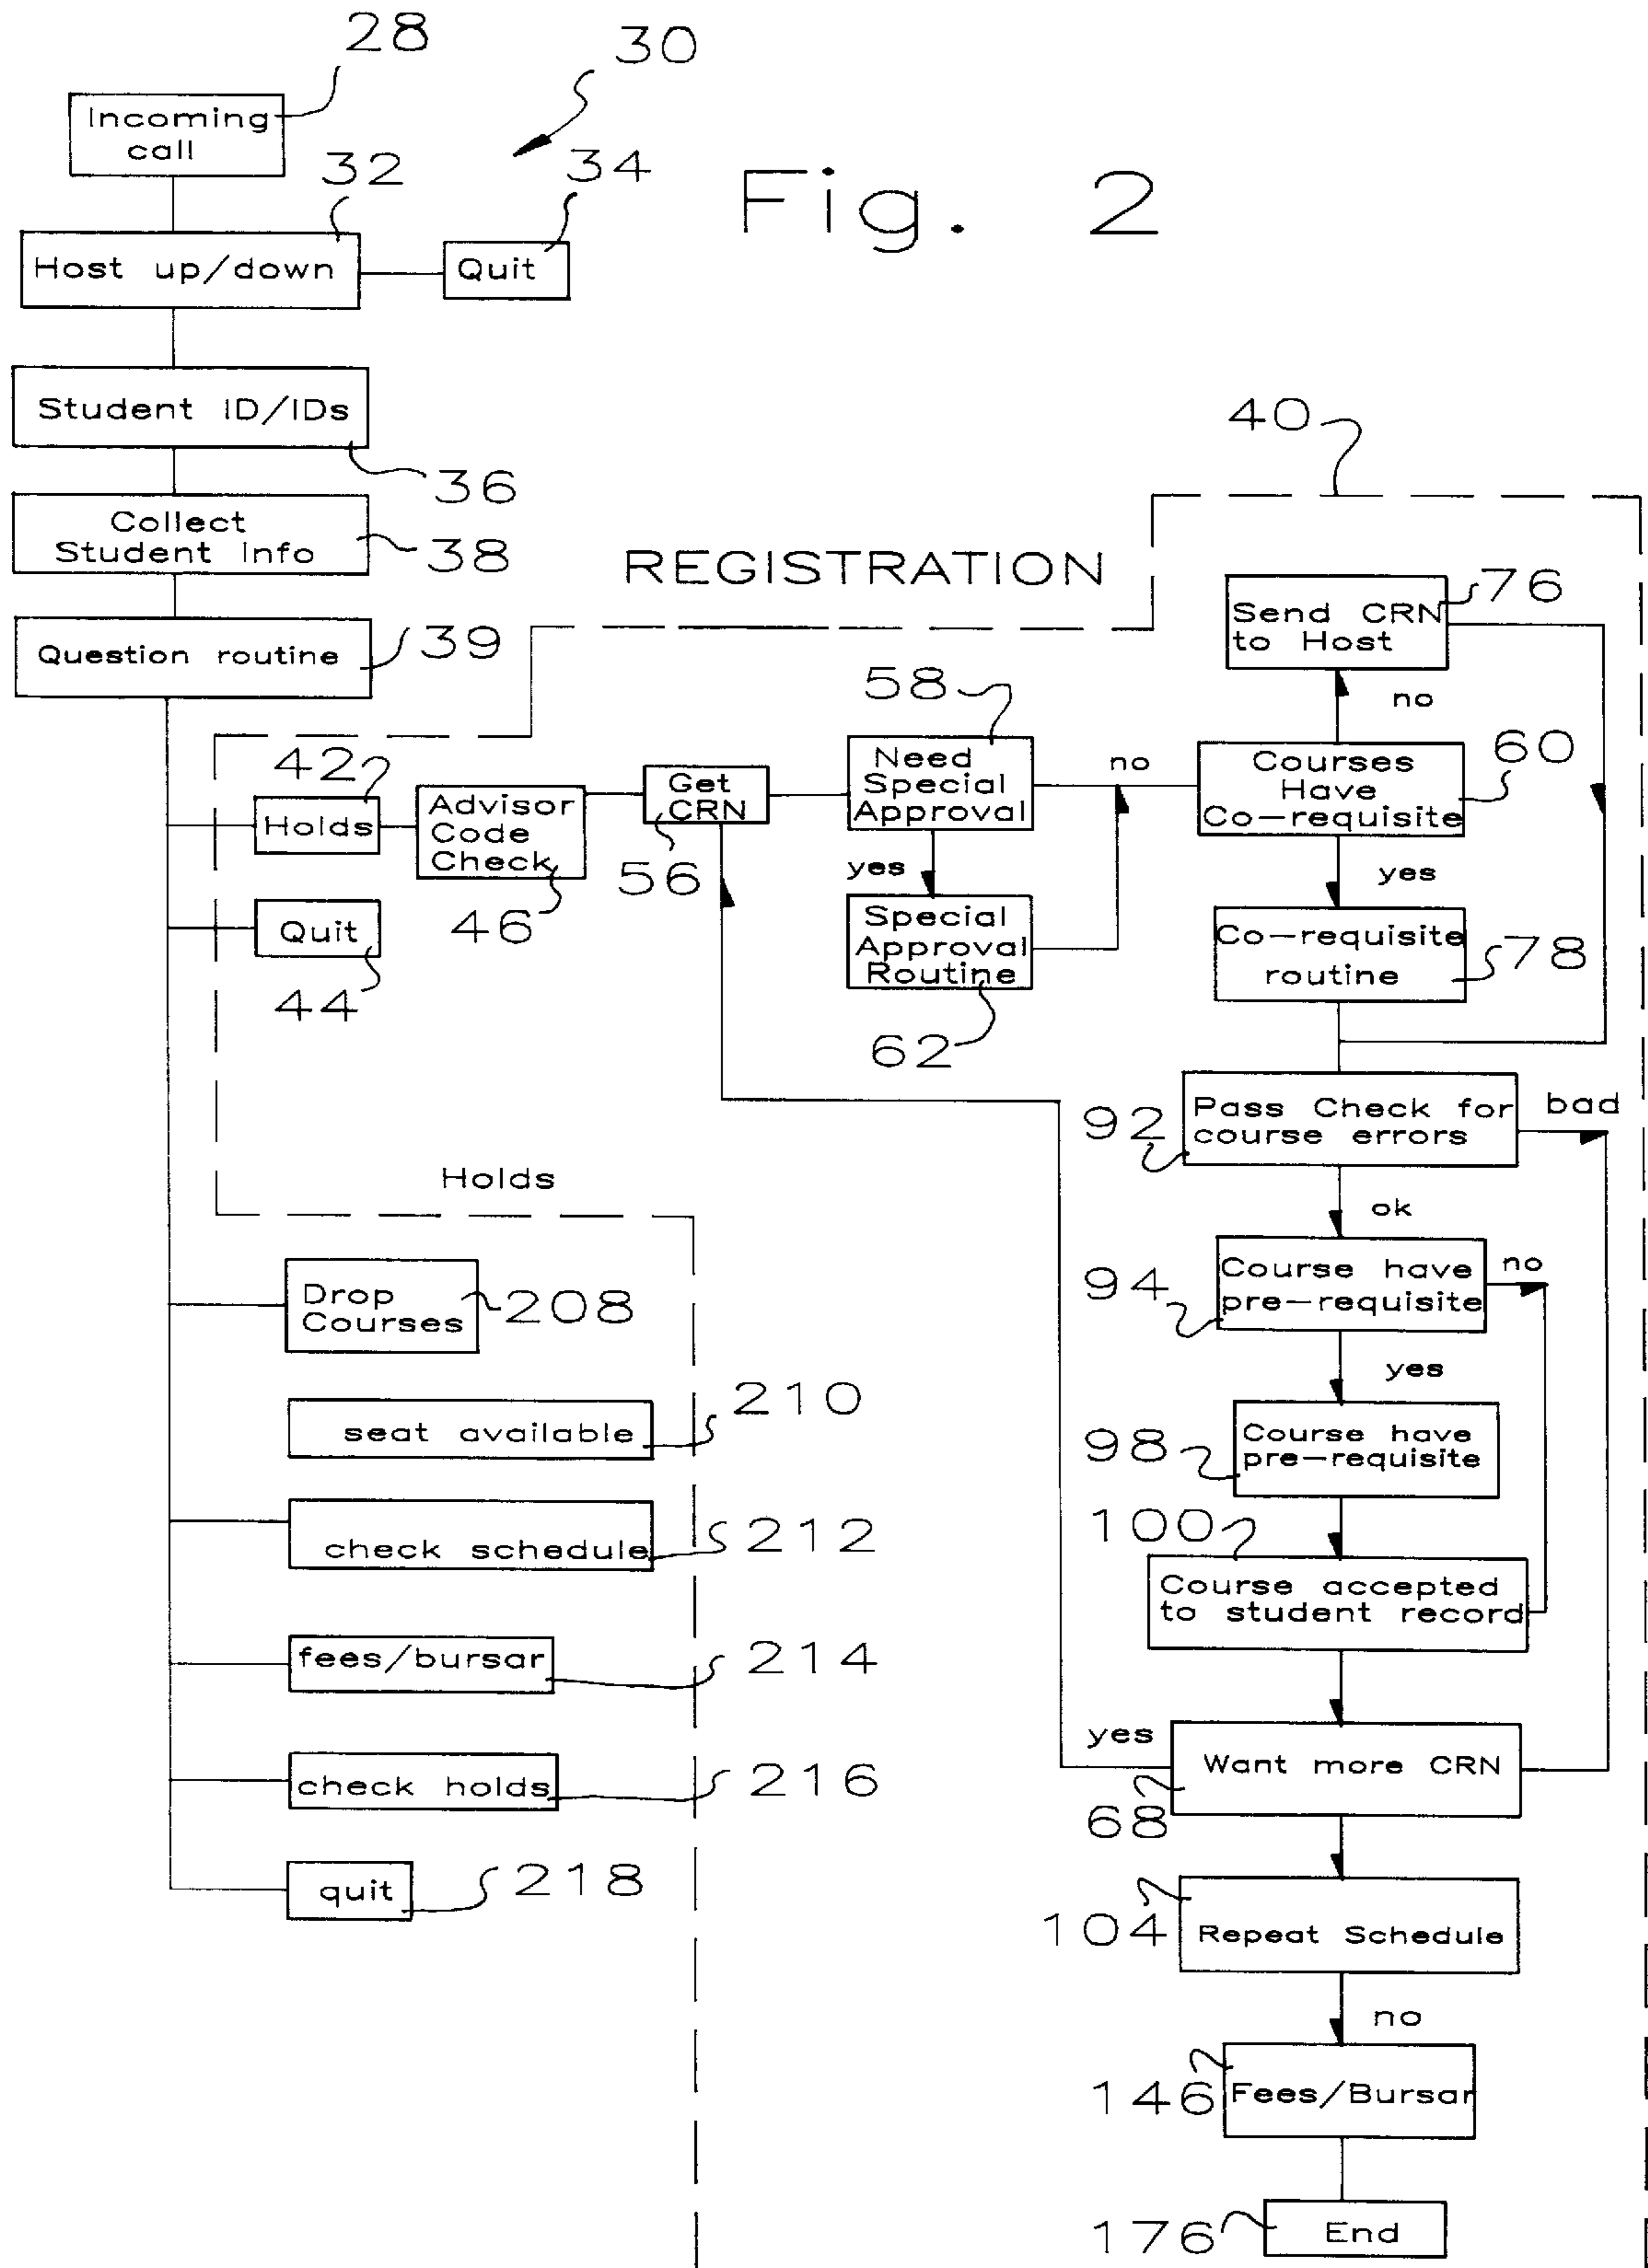 28
30
Incoming
call
32
34
Fig. 2
Host up/down
Quit
Student ID/IDs
36
40
Collect
Student Info
38
REGISTRATION
Question routine
39
Send CRN
to Host
76
no
42
Holds
Advisor
Code
Check
46
Get
CRN
56
58
Need
Special
Approval
no
yes
Courses
Have
Co-requisite
60
yes
Quit
44
Special
Approval
Routine
62
Co-requisite
routine
78
92
Pass Check for
course errors
bad
Holds
ok
Drop
Courses
208
94
Course have
pre-requisite
no
yes
seat available
210
98
Course have
pre-requisite
check schedule
212
100
Course accepted
to student record
fees/bursar
214
yes
Want more CRN
68
check holds
216
quit
218
104
Repeat Schedule
no
146
Fees/Bursar
176
End